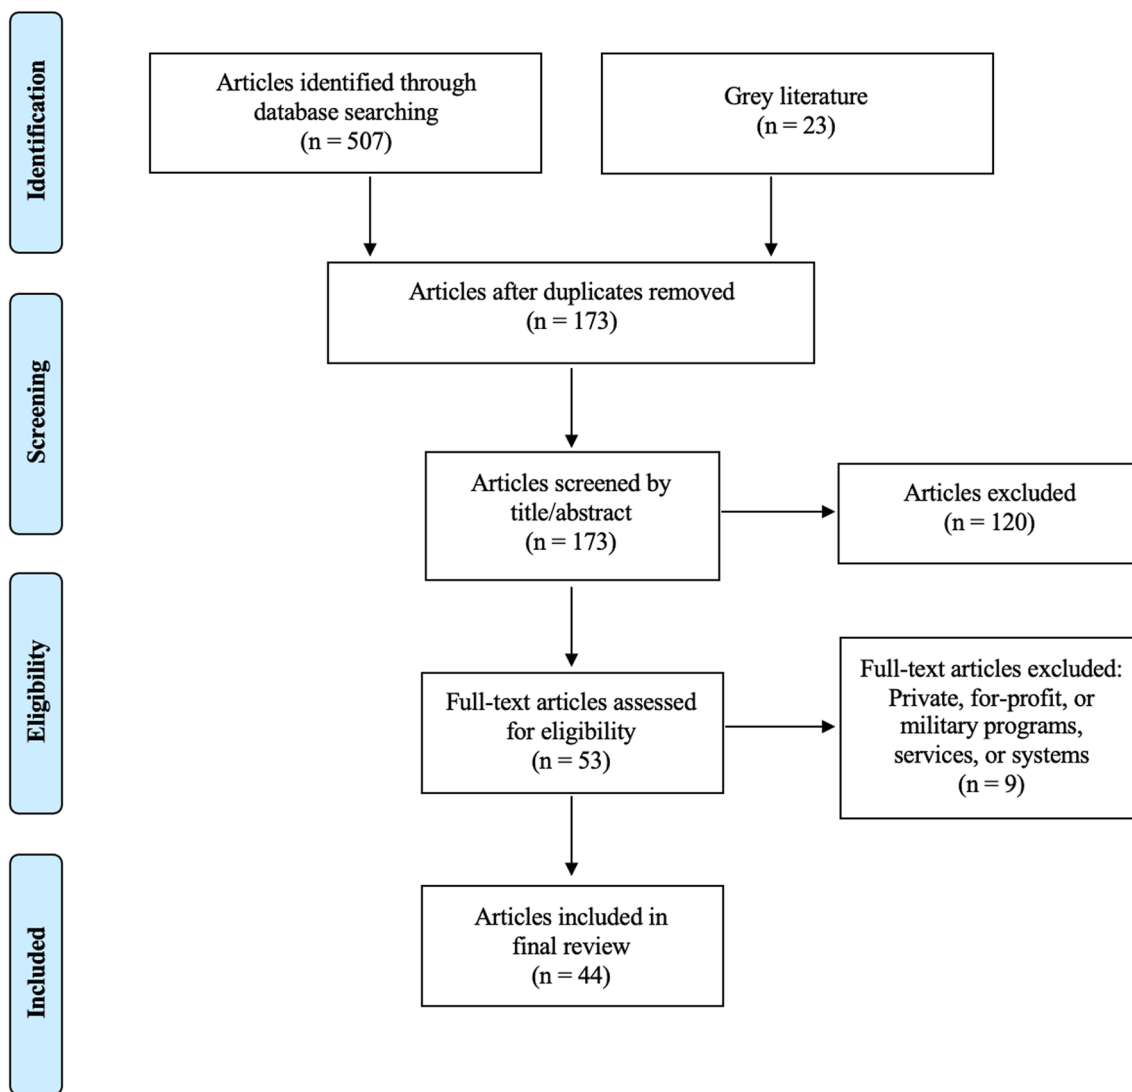 Identification
Articles identified through
database searching
(n = 507)
Grey literature
(n = 23)
Articles after duplicates removed
(n = 173)
Screening
Articles screened by
title/abstract
(n = 173)
Articles excluded
(n = 120)
Eligibility
Full-text articles assessed
for eligibility
(n = 53)
Full-text articles excluded:
Private, for-profit, or
military programs,
services, or systems
(n = 9)
Included
Articles included in
final review
(n = 44)